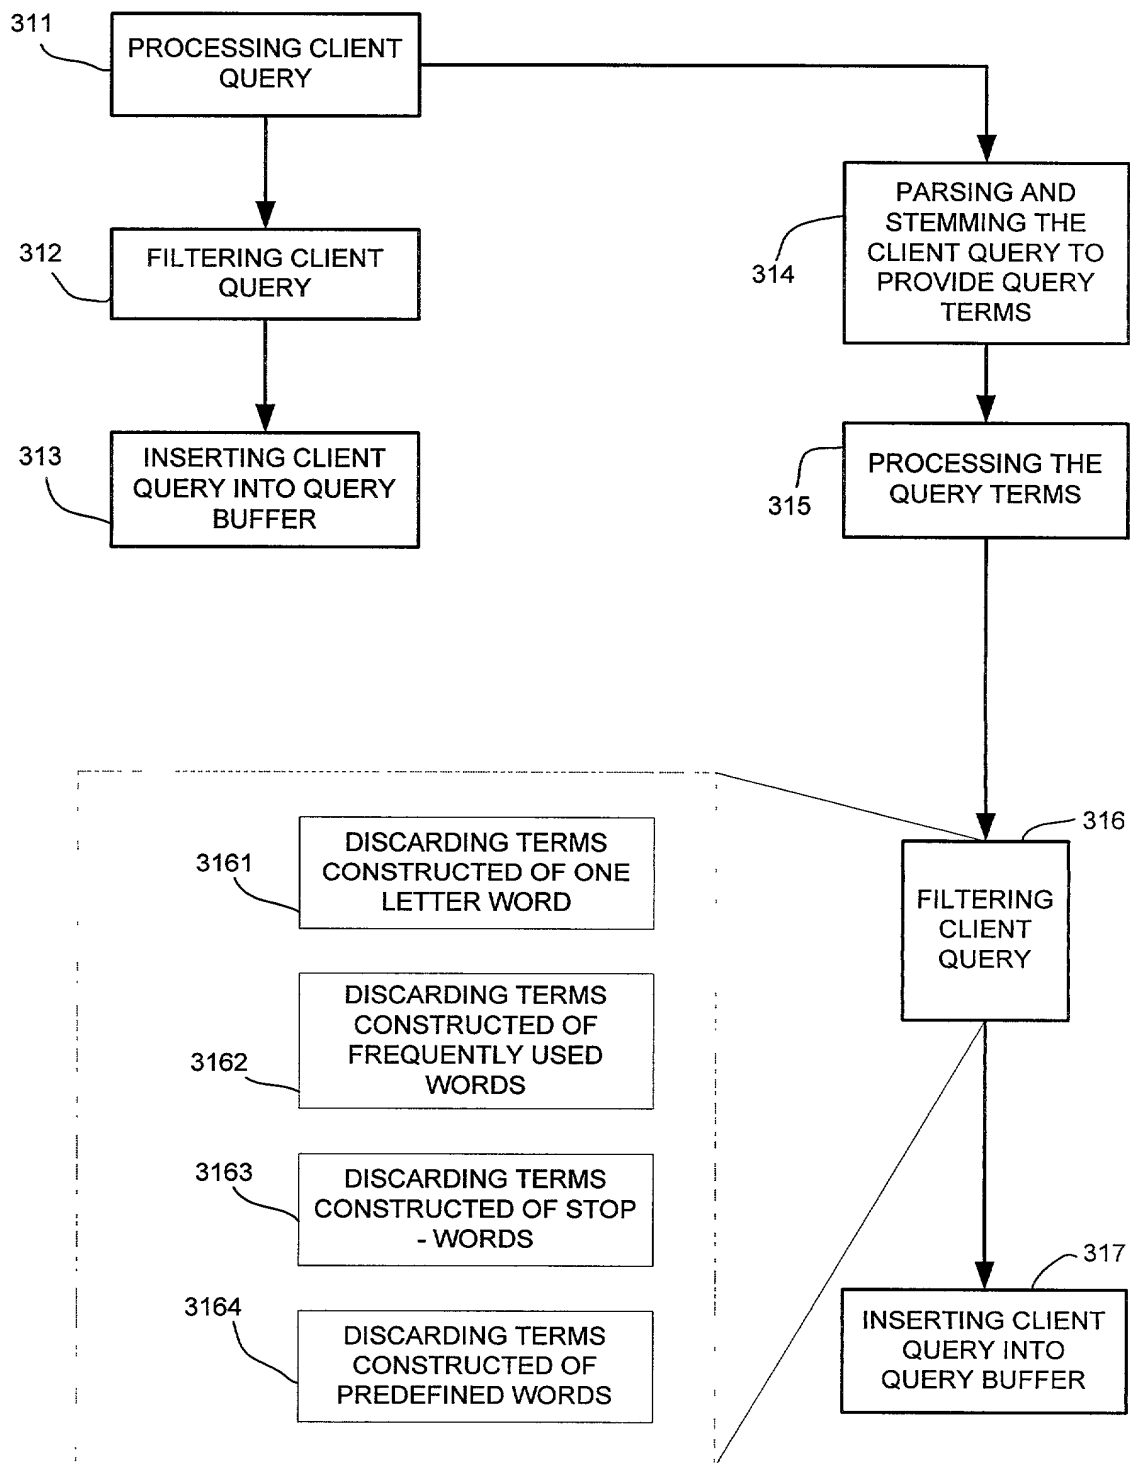 311
PROCESSING CLIENT
QUERY
312
FILTERING CLIENT
QUERY
313
INSERTING CLIENT
QUERY INTO QUERY
BUFFER
314
PARSING AND
STEMMING THE
CLIENT QUERY TO
PROVIDE QUERY
TERMS
315
PROCESSING THE
QUERY TERMS
316
FILTERING
CLIENT
QUERY
3161
DISCARDING TERMS
CONSTRUCTED OF ONE
LETTER WORD
3162
DISCARDING TERMS
CONSTRUCTED OF
FREQUENTLY USED
WORDS
3163
DISCARDING TERMS
CONSTRUCTED OF STOP
- WORDS
3164
DISCARDING TERMS
CONSTRUCTED OF
PREDEFINED WORDS
317
INSERTING CLIENT
QUERY INTO
QUERY BUFFER